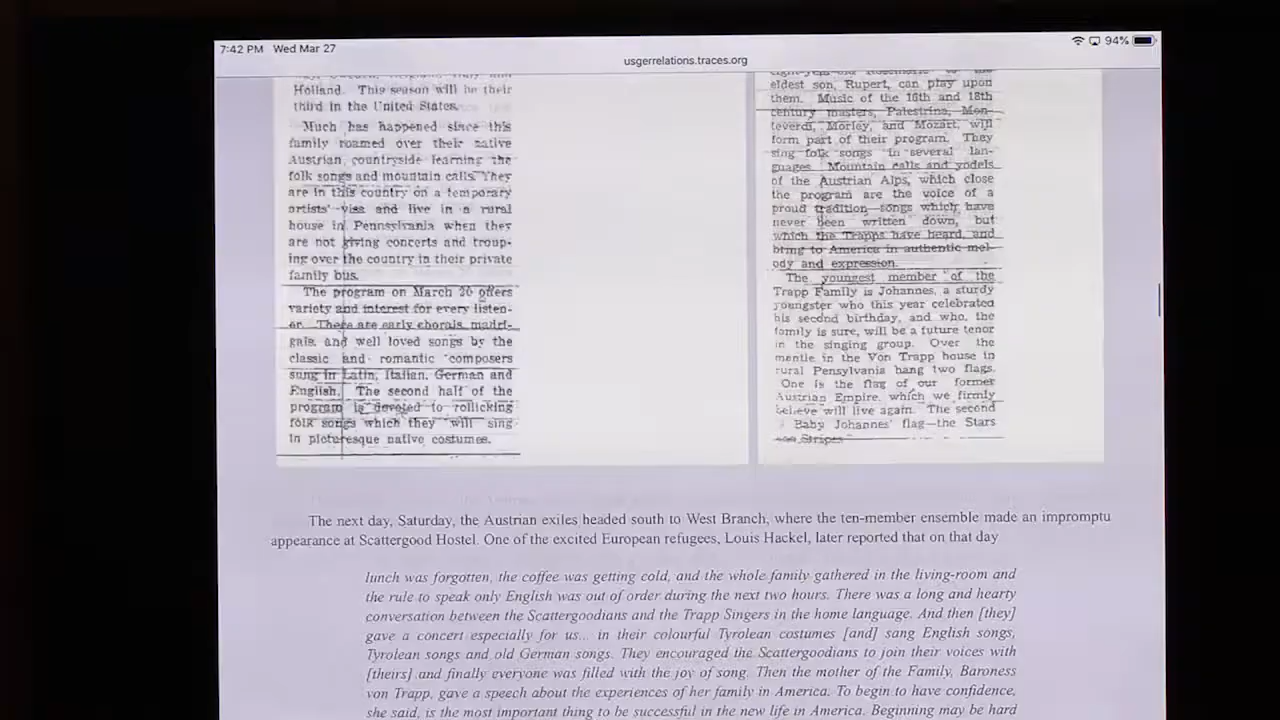 7:42 PM Wed Mar 27
94%
usgerrelations.traces.org
Holland. This season will be their
third in the United States.
Much has happened since this
family roamed over their native
Austrian countryside learning the
folk songs and mountain calls. They
are in this country on a temporary
artists' visa and live in a rural
house in Pennsylvania when they
are not giving concerts and troup-
ing over the country in their private
family bus.
The program on March 20 offers
variety and interest for every listen-
er. There are early chorals, madri-
gals, and well loved songs by the
classic and romantic composers
sung in Latin, Italian, German and
English. The second half of the
program is devoted to rollicking
folk songs which they will sing
in picturesque native costumes.
eldest son, Rupert, can play upon
them. Music of the 16th and 18th
century masters, Palestrina, Mon-
teverdi, Morley, and Mozart, will
form part of their program. They
sing folk songs in several lan-
guages. Mountain calls and yodels
of the Austrian Alps, which close
the program are the voice of a
proud tradition—songs which have
never been written down, but
which the Trapps have heard, and
bring to America in authentic mel-
ody and expression.
The youngest member of the
Trapp Family is Johannes, a sturdy
youngster who this year celebrated
his second birthday, and who, the
family is sure, will be a future tenor
in the singing group. Over the
mantle in the Von Trapp house in
rural Pensylvania hang two flags.
One is the flag of our former
Austrian Empire, which we firmly
believe will live again. The second
Baby Johannes' flag—the Stars
and Stripes
The next day, Saturday, the Austrian exiles headed south to West Branch, where the ten-member ensemble made an impromptu
appearance at Scattergood Hostel. One of the excited European refugees, Louis Hackel, later reported that on that day
lunch was forgotten, the coffee was getting cold, and the whole family gathered in the living-room and
the rule to speak only English was out of order during the next two hours. There was a long and hearty
conversation between the Scattergoodians and the Trapp Singers in the home language. And then [they]
gave a concert especially for us... in their colourful Tyrolean costumes [and] sang English songs,
Tyrolean songs and old German songs. They encouraged the Scattergoodians to join their voices with
[theirs] and finally everyone was filled with the joy of song. Then the mother of the Family, Baroness
von Trapp, gave a speech about the experiences of her family in America. To begin to have confidence,
she said, is the most important thing to be successful in the new life in America. Beginning may be hard